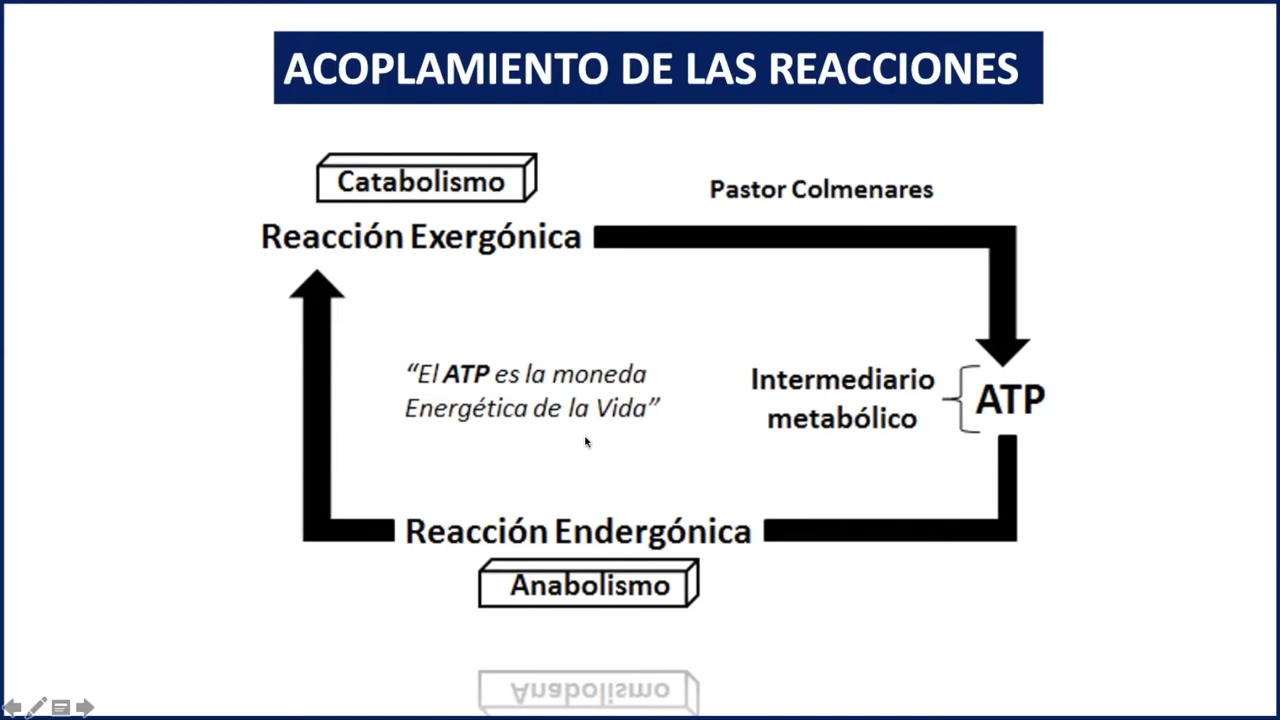 ACOPLAMIENTO DE LAS REACCIONES
Catabolismo
Pastor Colmenares
Reacción Exergónica
“El ATP es la moneda
Energética de la Vida”
Intermediario
metabólico
ATP
Reacción Endergónica
Anabolismo
Anabolismo